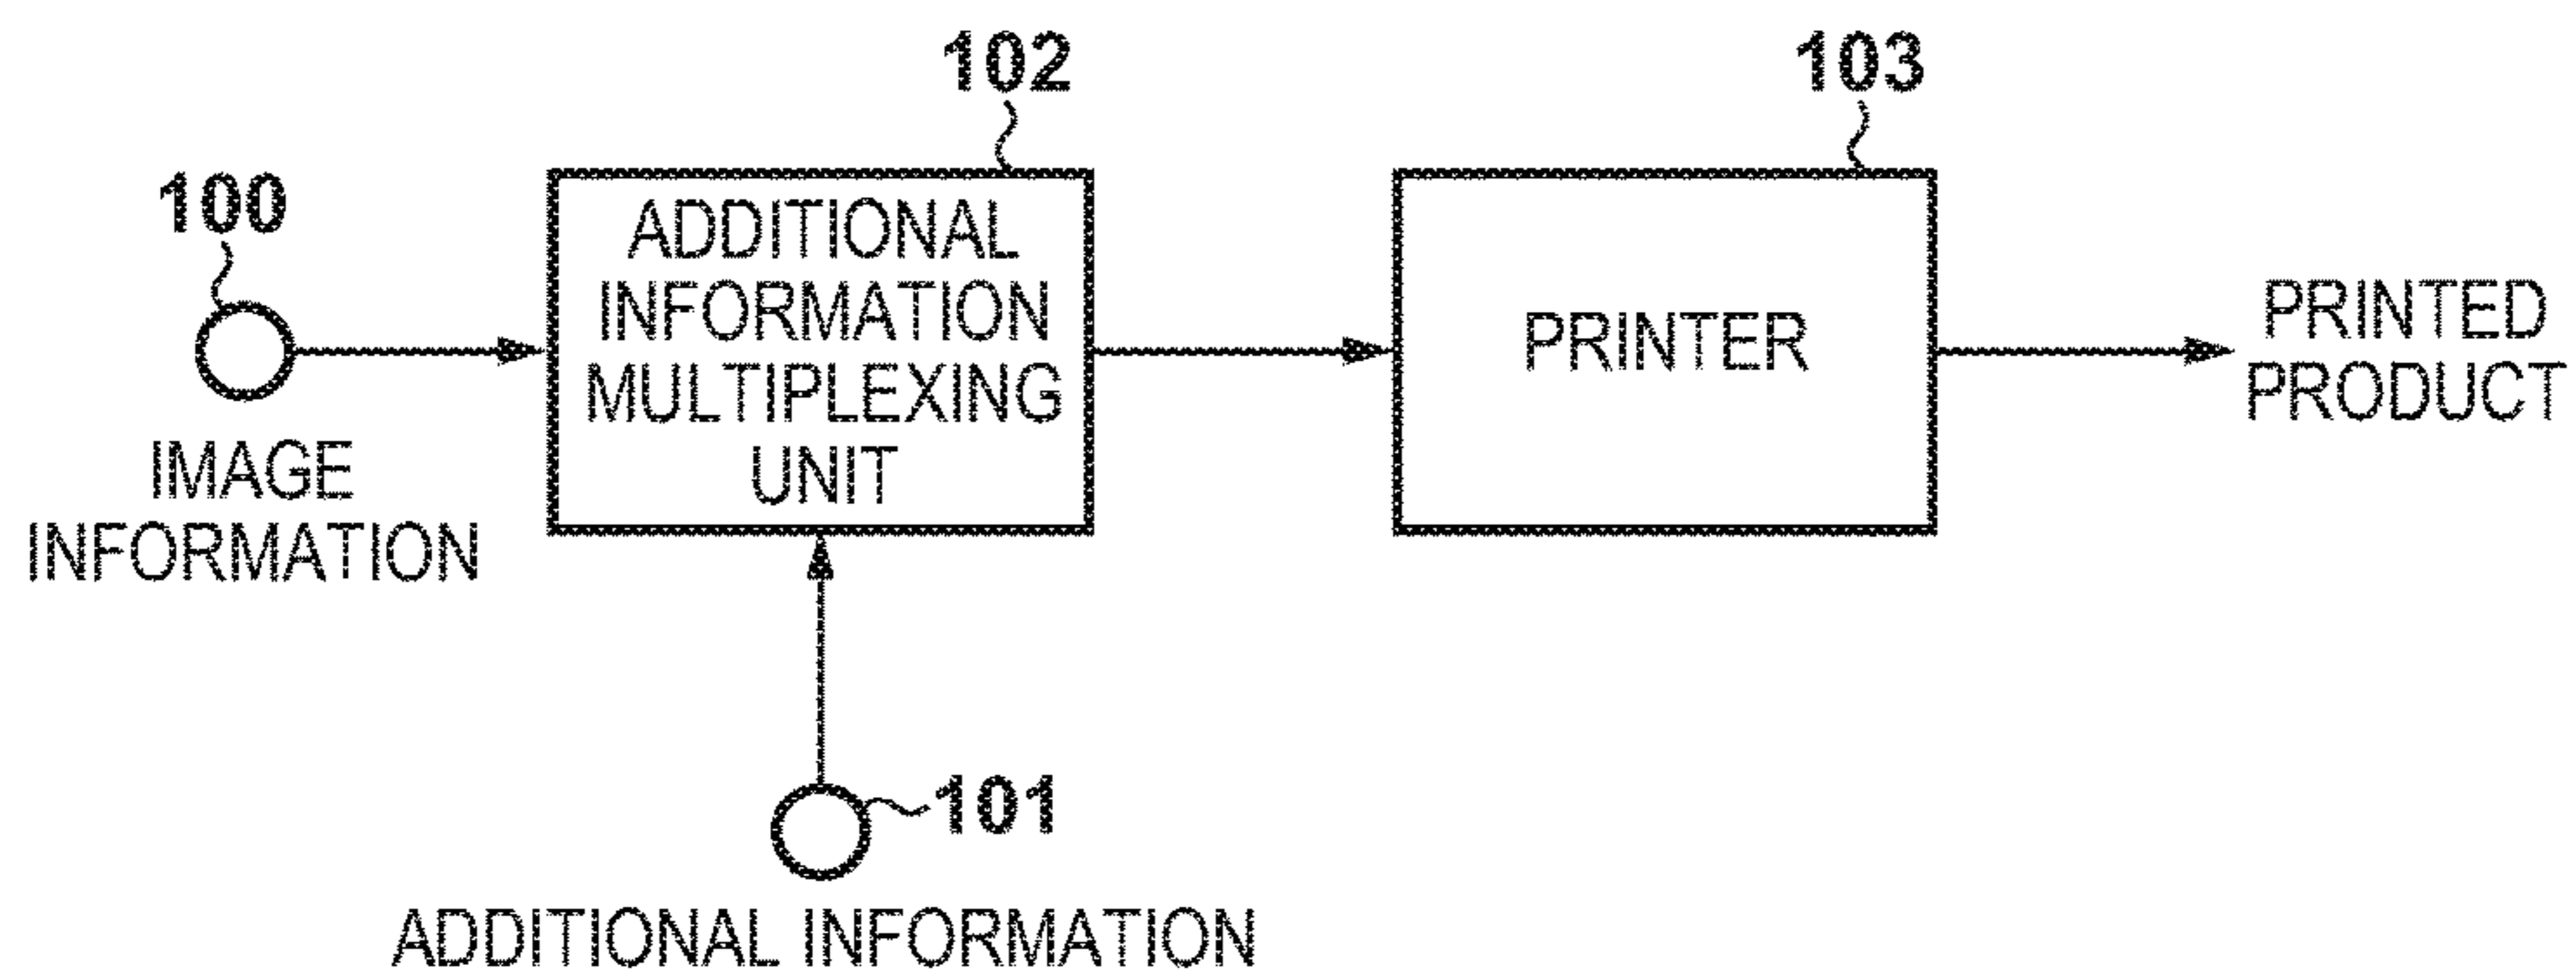 102
103
100
ADDITIONAL
INFORMATION
MULTIPLEXING
UNIT
PRINTER
PRINTED
PRODUCT
IMAGE
INFORMATION
101
ADDITIONAL INFORMATION